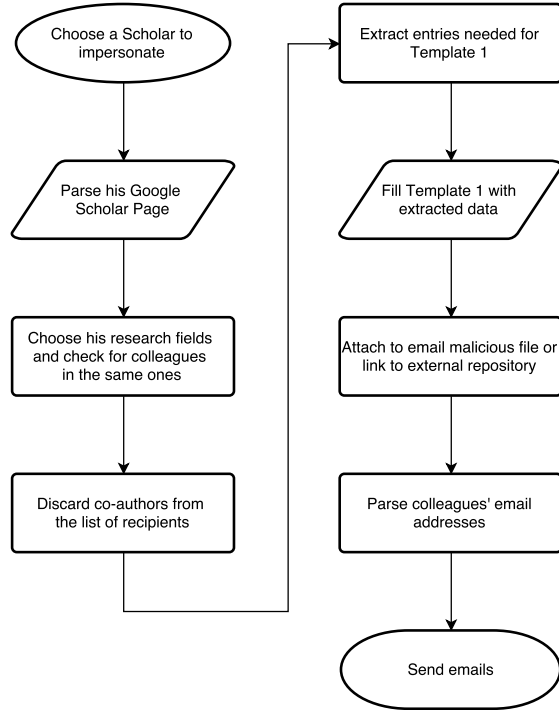 Choose a Scholar to
impersonate
Parse his Google
Scholar Page
Choose his research fields
and check for colleagues
in the same ones
Discard co-authors from
the list of recipients
Extract entries needed for
Template 1
Fill Template 1 with
extracted data
Attach to email malicious file or
link to external repository
Parse colleagues' email
addresses
Send emails